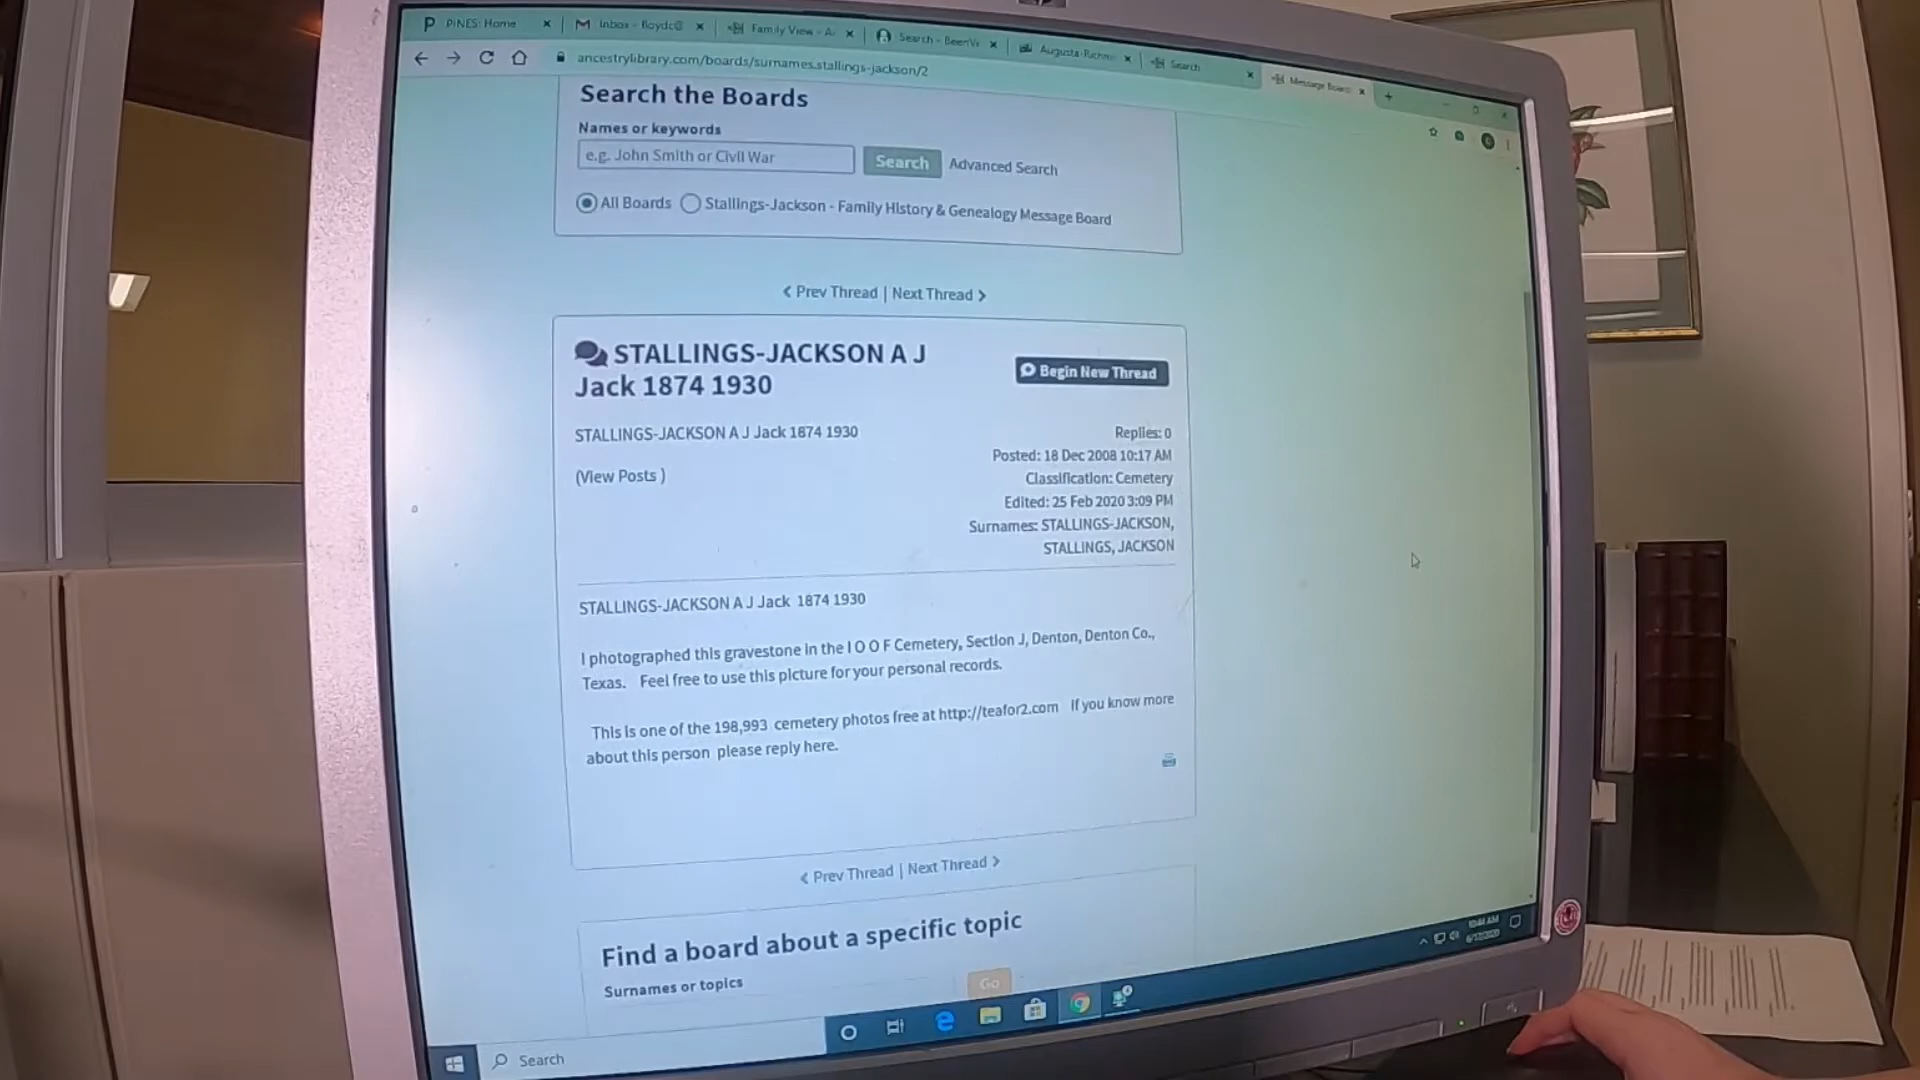 PINES: Home
Inbox - floydc@
Family View - A
Search - BeenVe
Augusta-Richmo
Search
Message Board
ancestrylibrary.com/boards/surnames.stallings-jackson/2
Search the Boards
Names or keywords
e.g. John Smith or Civil War
Search
Advanced Search
All Boards
Stallings-Jackson - Family History & Genealogy Message Board
Prev Thread | Next Thread
STALLINGS-JACKSON A J
Jack 1874 1930
Begin New Thread
STALLINGS-JACKSON A J Jack 1874 1930
(View Posts )
Replies: 0
Posted: 18 Dec 2008 10:17 AM
Classification: Cemetery
Edited: 25 Feb 2020 3:09 PM
Surnames: STALLINGS-JACKSON,
STALLINGS, JACKSON
STALLINGS-JACKSON A J Jack 1874 1930
I photographed this gravestone in the I O O F Cemetery, Section J, Denton, Denton Co.,
Texas. Feel free to use this picture for your personal records.
This is one of the 198,993 cemetery photos free at http://teafor2.com If you know more
about this person please reply here.
Prev Thread | Next Thread
Find a board about a specific topic
Surnames or topics
Go
Search